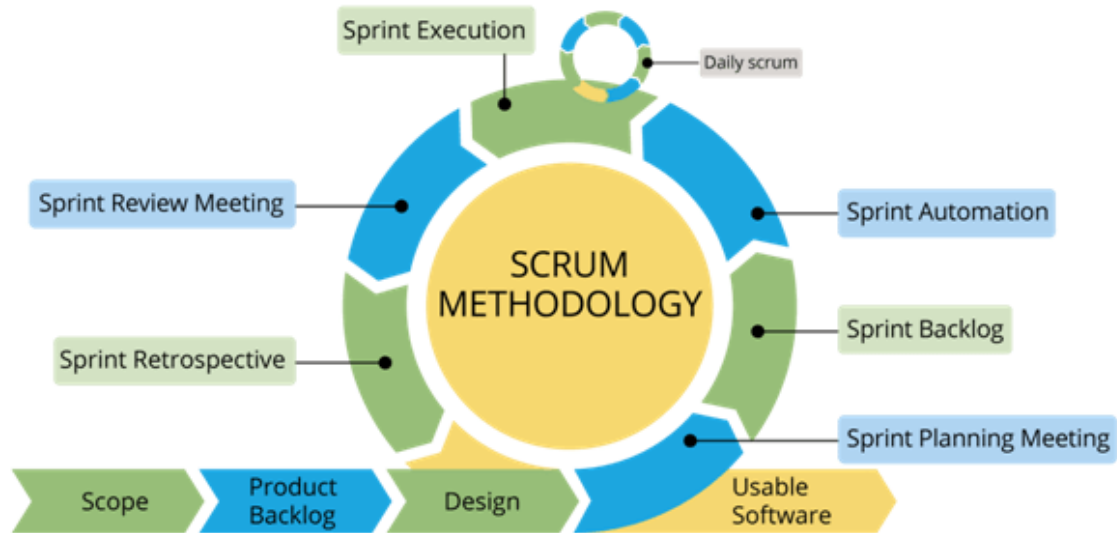 Sprint Execution
Daily scrum
Sprint Review Meeting
Sprint Automation
SCRUM
METHODOLOGY
Sprint Backlog
Sprint Retrospective
Sprint Planning Meeting
Scope
Product
Backlog
Design
Usable
Software